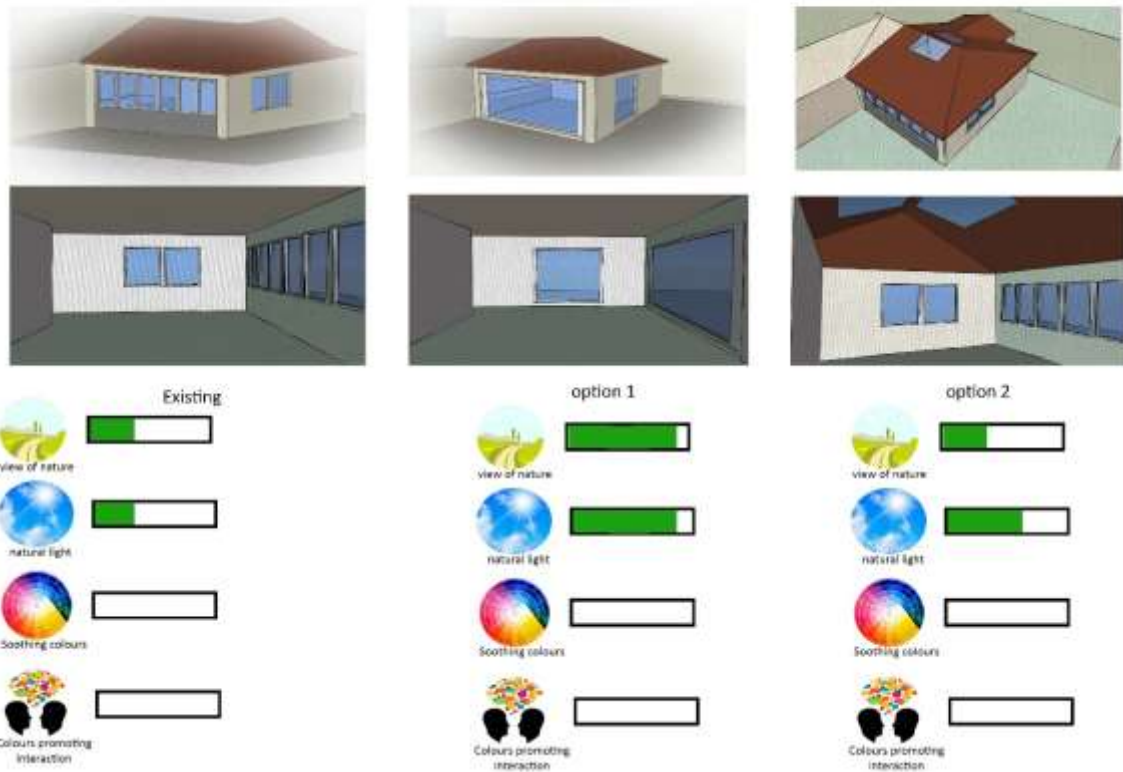 Existing
option 1
option 2
view of nature
view of nature
view of nature
natural light
natural light
natural light
Soothing colours
Soothing colours
Soothing colours
Colours promoting
interaction
Colours promoting
interaction
Colours promoting
interaction